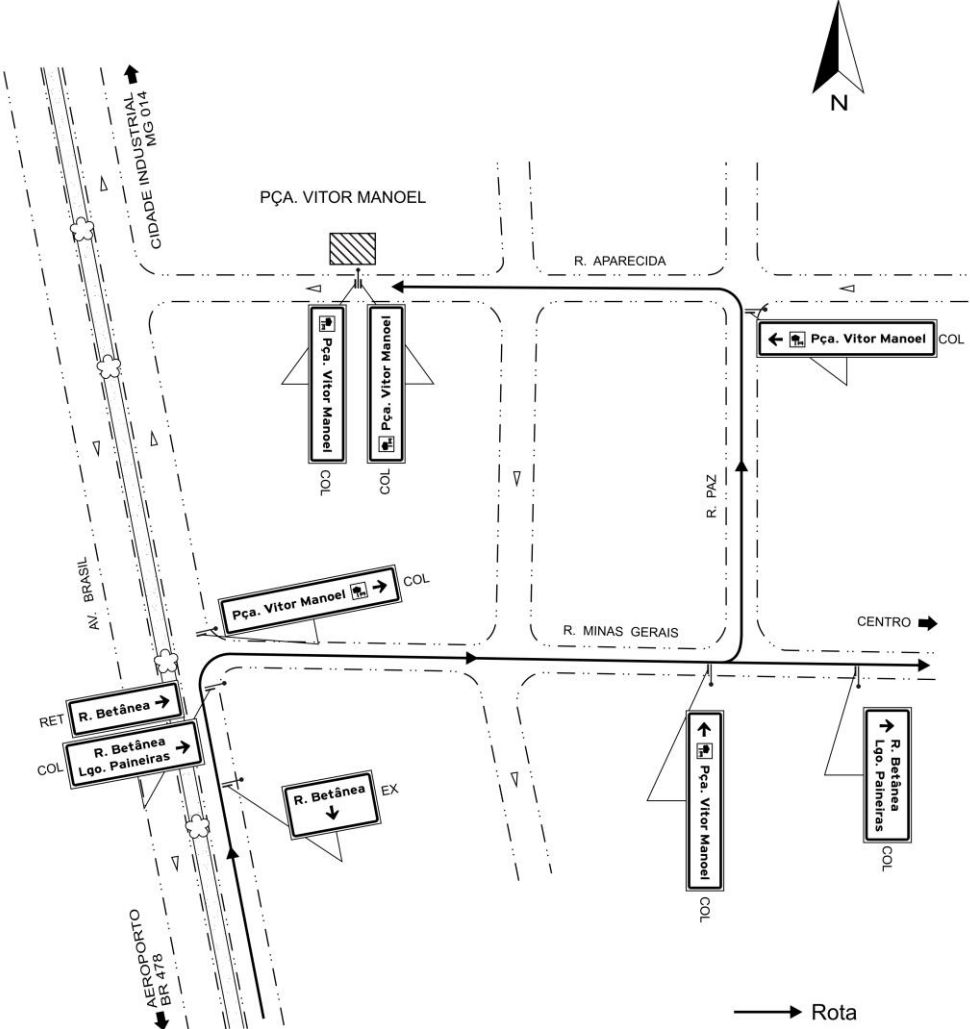 CIDADE INDUSTRIAL
MG 014
N
PÇA. VITOR MANOEL
R. APARECIDA
Pça. Vitor Manoel
COL
Pça. Vitor Manoel
COL
Pça. Vitor Manoel
COL
R. PAZ
AV. BRASIL
Pça. Vitor Manoel
COL
R. MINAS GERAIS
CENTRO
RET
R. Betânea
COL
R. Betânea
Lgo. Paineiras
R. Betânea
EX
Pça. Vitor Manoel
COL
R. Betânea
Lgo. Paineiras
COL
AEROPORTO
BR 478
Rota